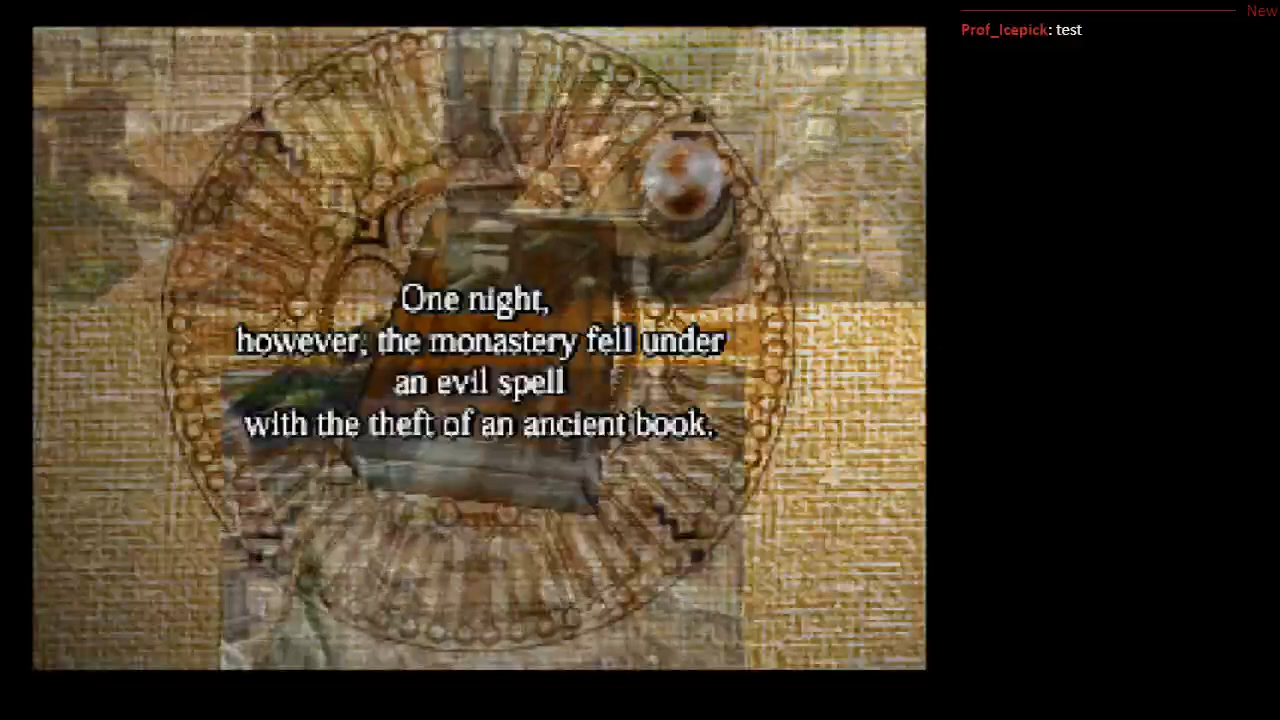 New
Prof_Icepick: test
One night,
however, the monastery fell under
an evil spell
with the theft of an ancient book.